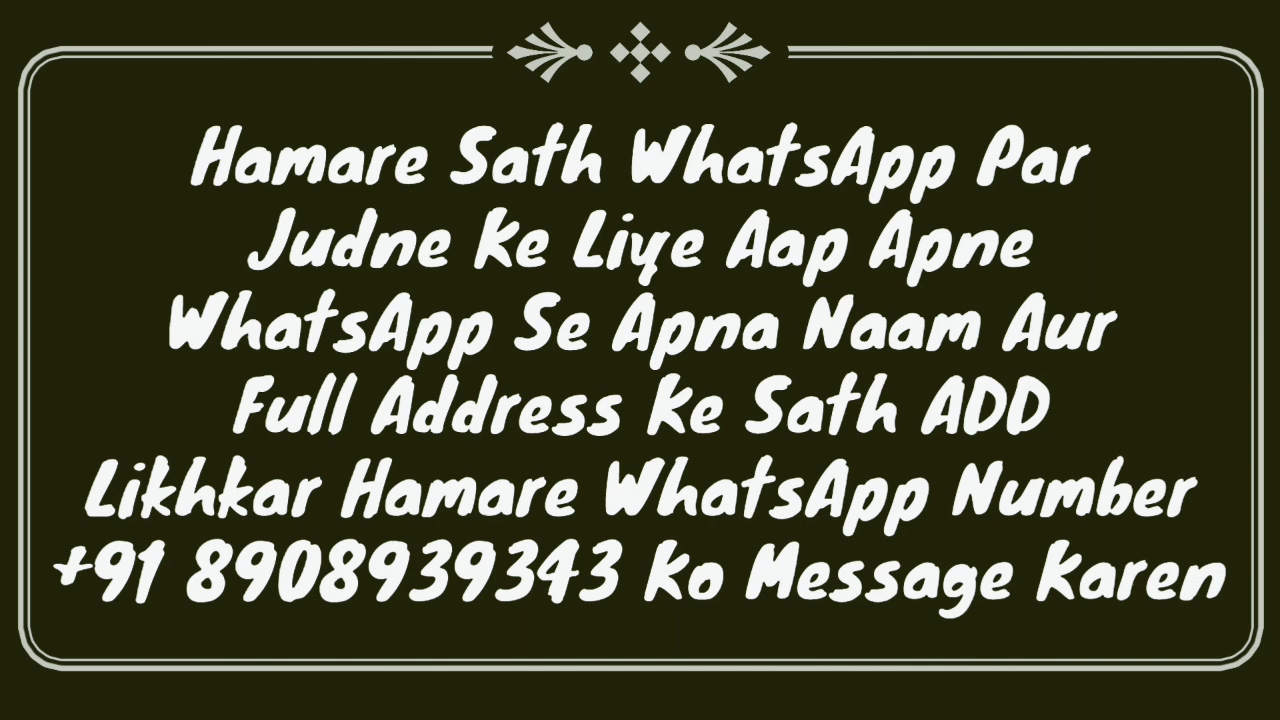 Hamare Sath WhatsApp Par
Judne Ke Liye Aap Apne
WhatsApp Se Apna Naam Aur
Full Address Ke Sath ADD
Likhkar Hamare WhatsApp Number
+91 8908939343 Ko Message Karen